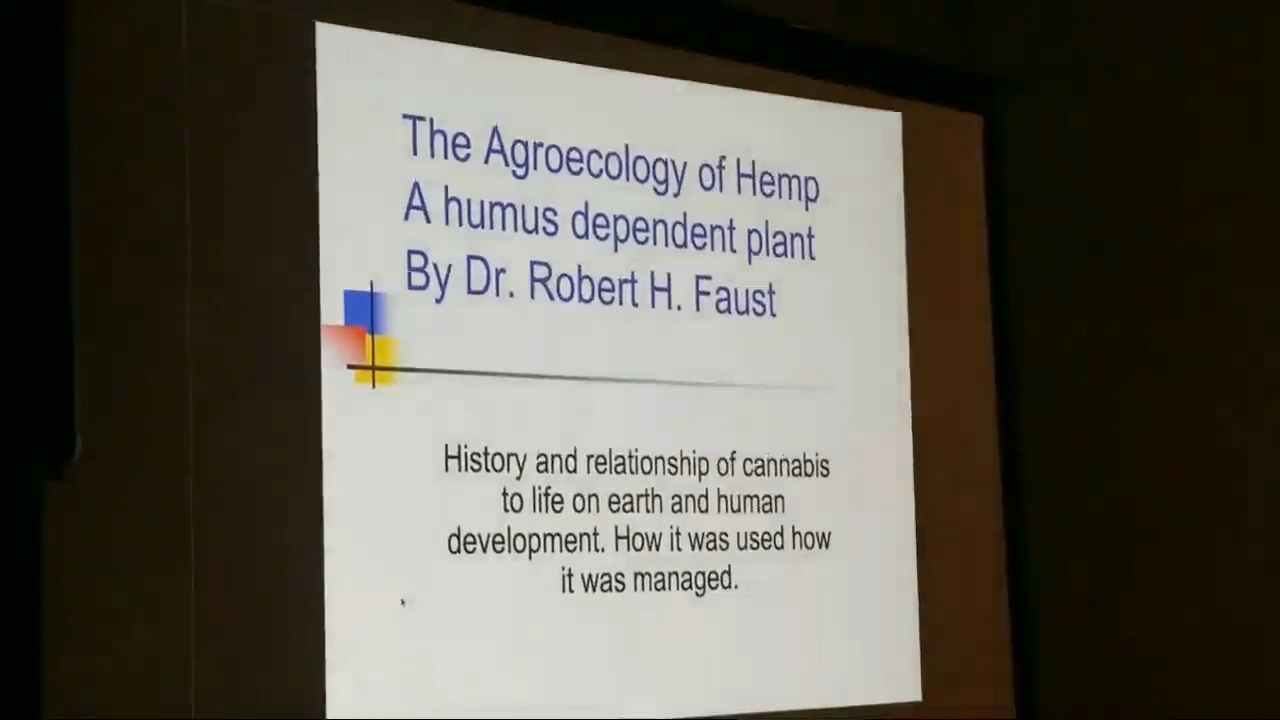 The Agroecology of Hemp
A humus dependent plant
By Dr. Robert H. Faust
History and relationship of cannabis
to life on earth and human
development. How it was used how
it was managed.